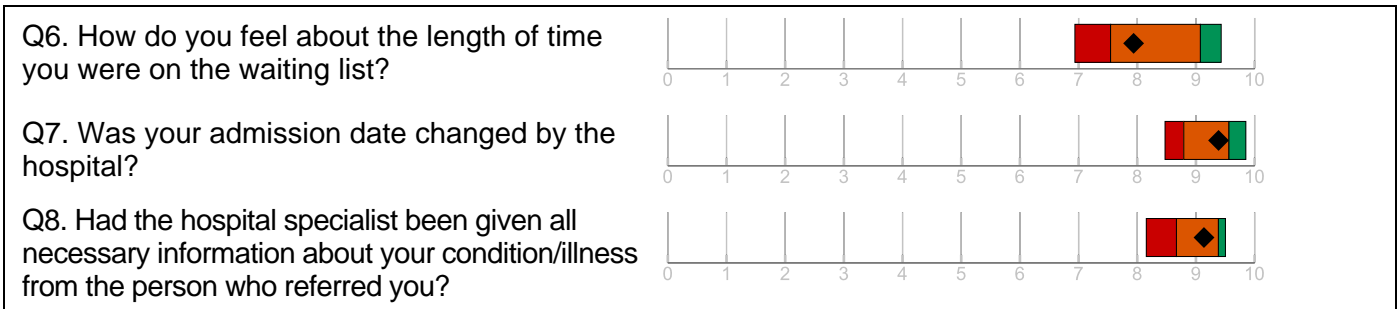 Q6. How do you feel about the length of time
you were on the waiting list?
0 1 2 3 4 5 6 7 8 9 10
Q7. Was your admission date changed by the
hospital?
0 1 2 3 4 5 6 7 8 9 10
Q8. Had the hospital specialist been given all
necessary information about your condition/illness
from the person who referred you?
0 1 2 3 4 5 6 7 8 9 10